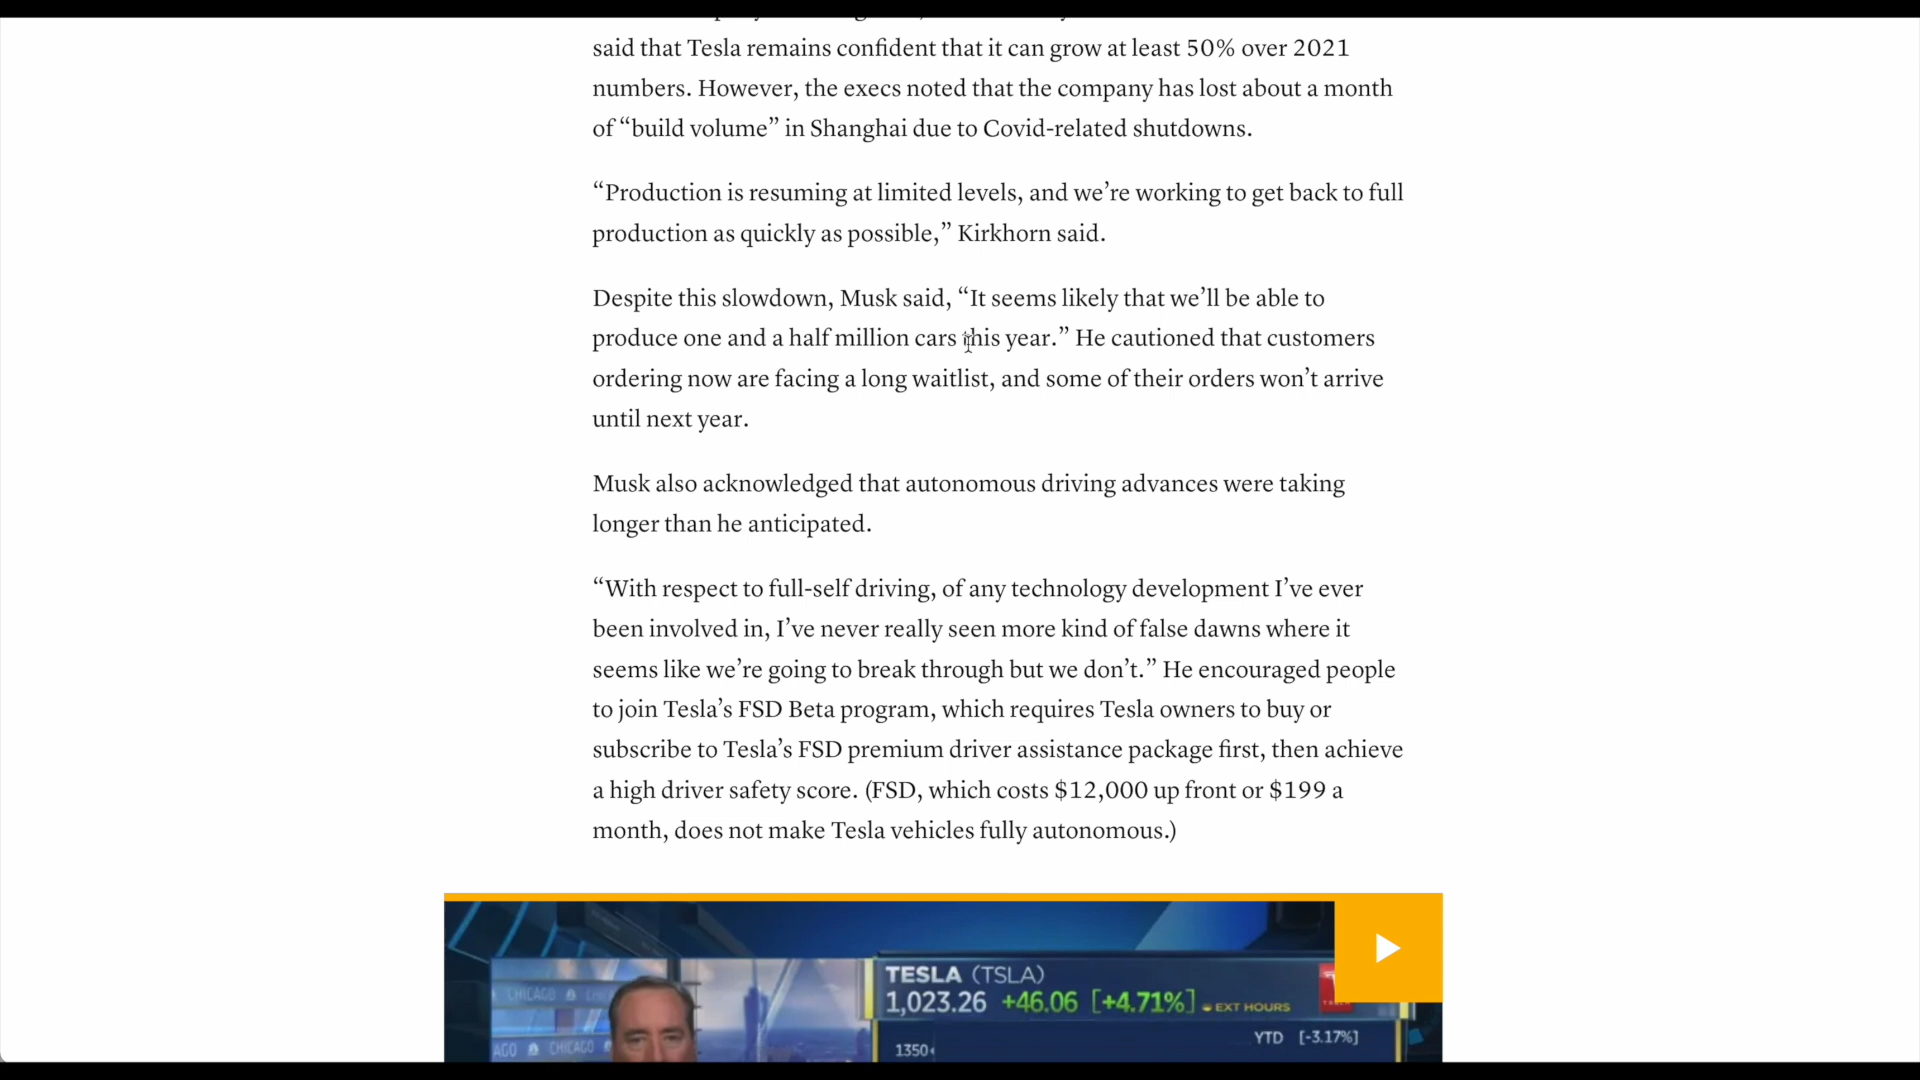 said that Tesla remains confident that it can grow at least 50% over 2021
numbers. However, the execs noted that the company has lost about a month
of “build volume” in Shanghai due to Covid-related shutdowns.
“Production is resuming at limited levels, and we’re working to get back to full
production as quickly as possible,” Kirkhorn said.
Despite this slowdown, Musk said, “It seems likely that we’ll be able to
produce one and a half million cars this year.” He cautioned that customers
ordering now are facing a long waitlist, and some of their orders won’t arrive
until next year.
Musk also acknowledged that autonomous driving advances were taking
longer than he anticipated.
“With respect to full-self driving, of any technology development I’ve ever
been involved in, I’ve never really seen more kind of false dawns where it
seems like we’re going to break through but we don’t.” He encouraged people
to join Tesla’s FSD Beta program, which requires Tesla owners to buy or
subscribe to Tesla’s FSD premium driver assistance package first, then achieve
a high driver safety score. (FSD, which costs $12,000 up front or $199 a
month, does not make Tesla vehicles fully autonomous.)
TESLA (TSLA)
CHICAGO
1,023.26 +46.06 [+4.71%] EXT HOURS
YTD [-3.17%]
CHICAGO
1350